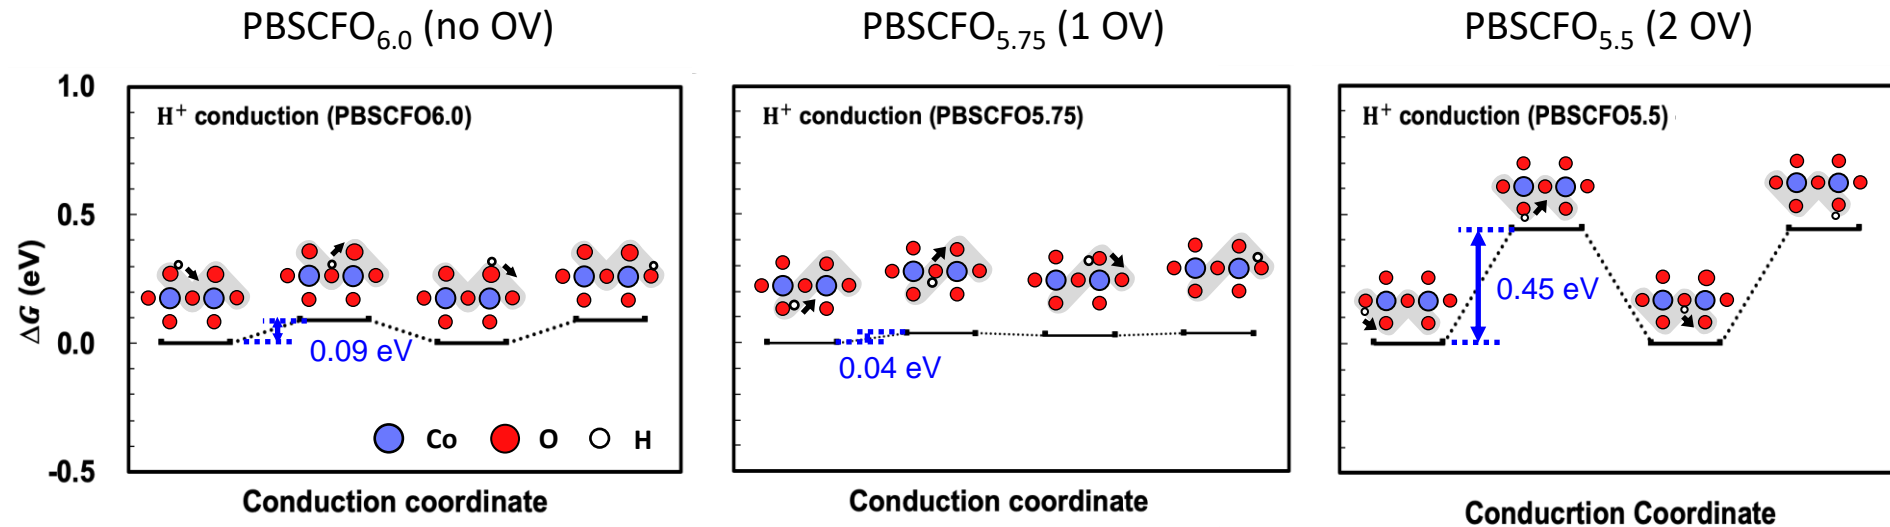 PBSCFO6.0 (no OV)
PBSCFO5.75 (1 OV)
PBSCFO5.5 (2 OV)
ΔG (eV)
1.0
0.5
0.0
-0.5
H+ conduction (PBSCFO6.0)
0.09 eV
Co
O
H
Conduction coordinate
H+ conduction (PBSCFO5.75)
0.04 eV
Conduction coordinate
H+ conduction (PBSCFO5.5)
0.45 eV
Conducrtion Coordinate